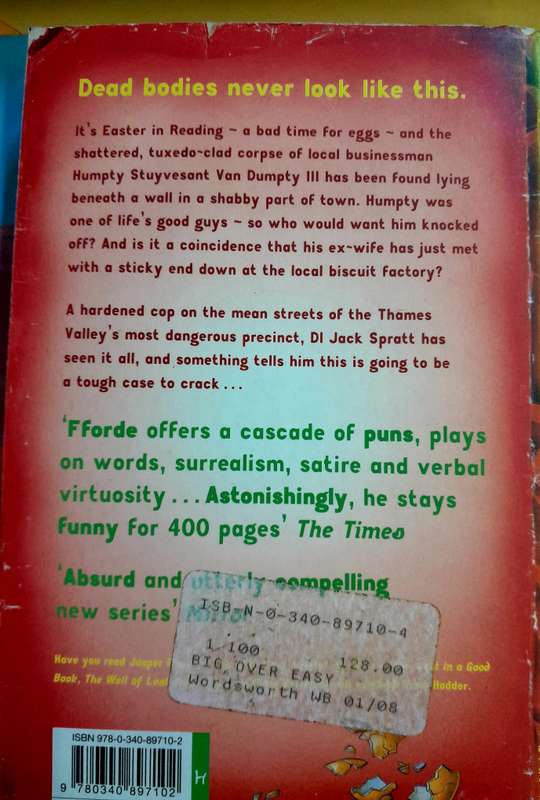 Dead bodies never look like this.
It's Easter in Reading ~ a bad time for eggs ~ and the
shattered, tuxedo~clad corpse of local businessman
Humpty Stuyvesant Van Dumpty III has been found lying
beneath a wall in a shabby part of town. Humpty was
one of life's good guys ~ so who would want him knocked
off? And is it a coincidence that his ex~wife has just met
with a sticky end down at the local biscuit factory?
A hardened cop on the mean streets of the Thames
Valley's most dangerous precinct, DI Jack Spratt has
seen it all, and something tells him this is going to be
a tough case to crack...
'Fforde offers a cascade of puns, plays
on words, surrealism, satire and verbal
virtuosity... Astonishingly, he stays
funny for 400 pages' The Times
'Absurd and utterly compelling
new series' Mirror
ISB-N-0-340-89710-4
1/100 128.00
BIG OVER EASY
Wordsworth WB 01/08
Have you read Jasper in a Good
Book, The Well of Hodder.
ISBN 978-0-340-89710-2
9 780340 897102
H